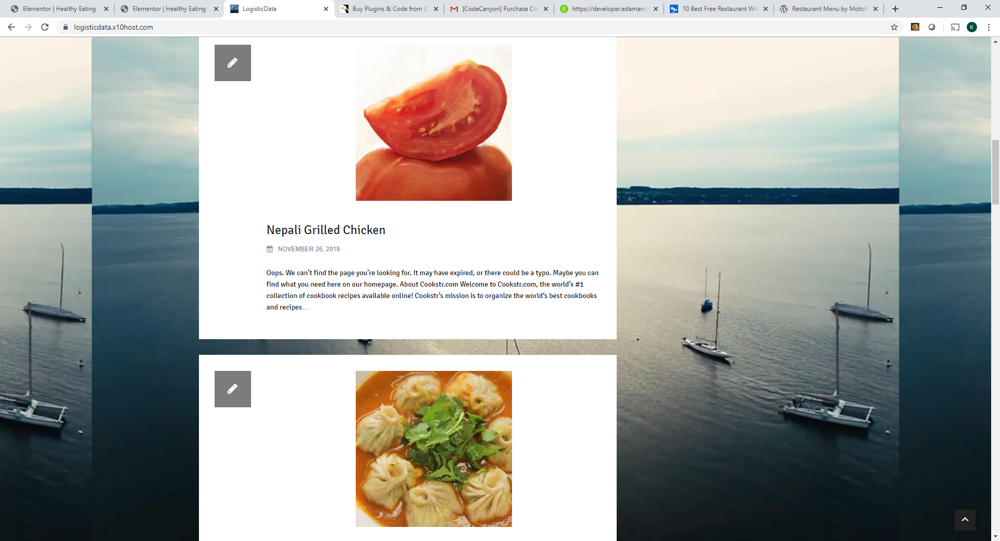 Elementor | Healthy Eating
Elementor | Healthy Eating
LogisticData
Buy Plugins & Code from C
[CodeCanyon] Purchase Co
https://developer.edamam.
10 Best Free Restaurant Wo
Restaurant Menu by MotoP
logisticdata.x10host.com
K
Nepali Grilled Chicken
NOVEMBER 26, 2019
Oops. We can’t find the page you’re looking for. It may have expired, or there could be a typo. Maybe you can
find what you need here on our homepage. About Cookstr.com Welcome to Cookstr.com, the world’s #1
collection of cookbook recipes available online! Cookstr’s mission is to organize the world‘s best cookbooks
and recipes…